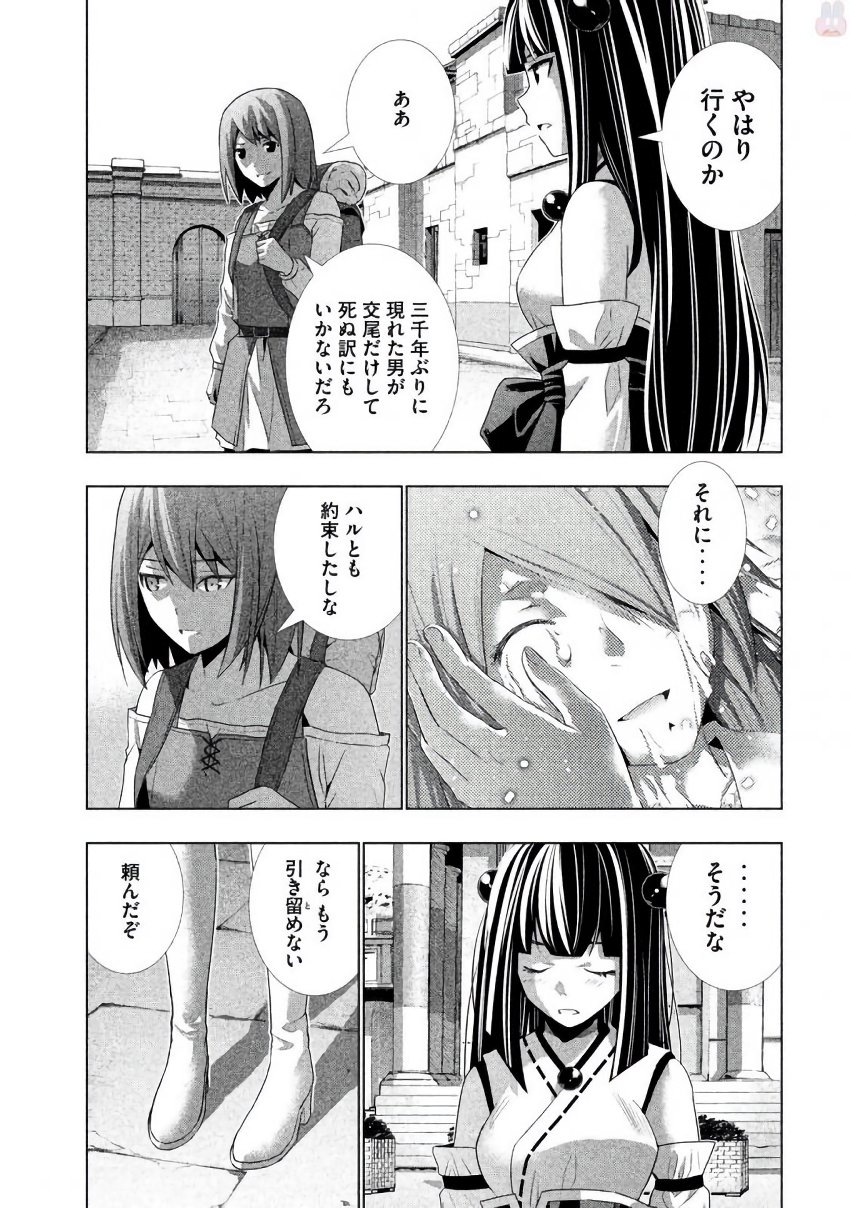 やはり
行くのか
ああ
三千年ぶりに
現れた男が
交尾だけして
死ぬ訳にも
いかないだろ
それに‥‥
ハルとも
約束したしな
‥‥‥
そうだな
なら もう
引き留めない
と
頼んだぞ